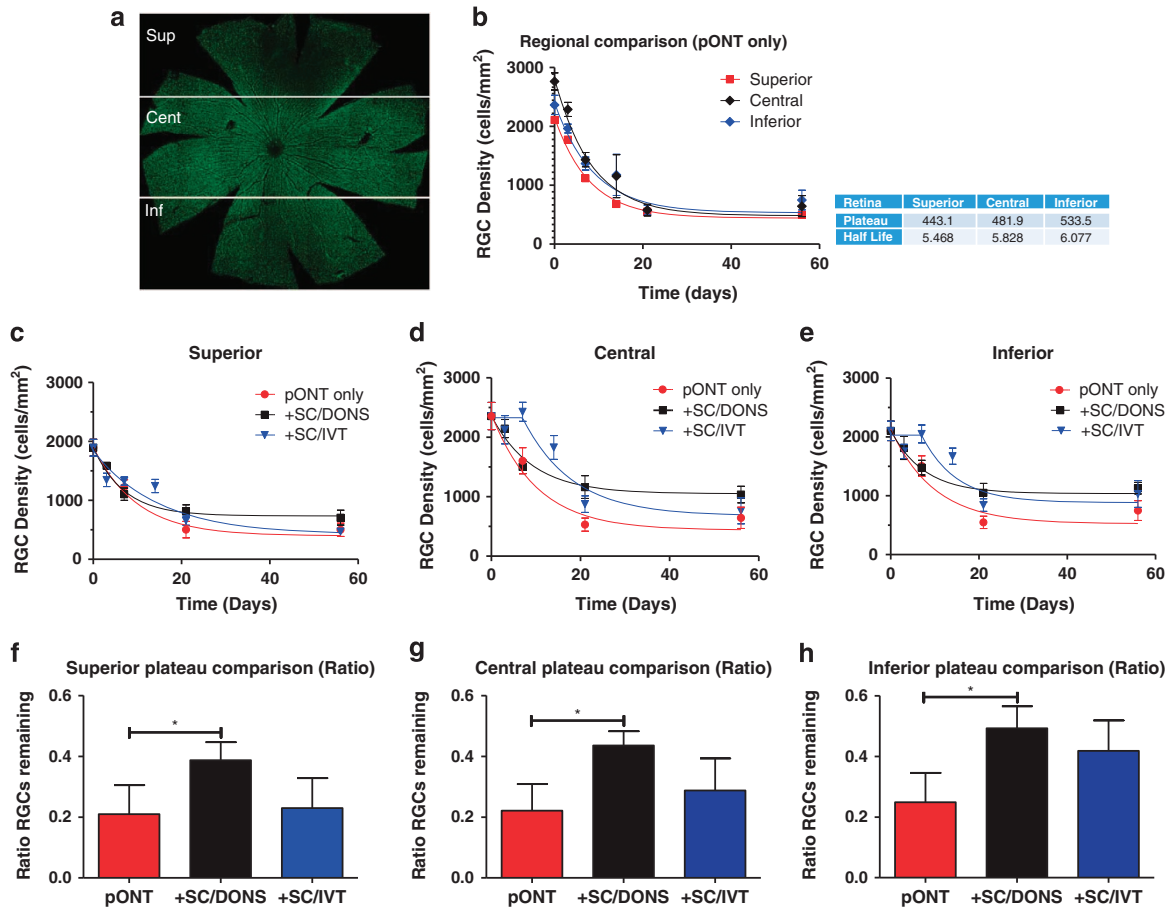 a
Sup
Cent
Inf
b
Regional comparison (pONT only)
RGC Density (cells/mm²)
3000
2000
1000
0
0 20 40 60
Time (days)
Superior
Central
Inferior
Retina Superior Central Inferior
Plateau 443.1 481.9 533.5
Half Life 5.468 5.828 6.077
c
Superior
RGC Density (cells/mm²)
3000
2000
1000
0
0 20 40 60
Time (Days)
pONT only
+SC/DONS
+SC/IVT
d
Central
RGC Density (cells/mm²)
3000
2000
1000
0
0 20 40 60
Time (Days)
pONT only
+SC/DONS
+SC/IVT
e
Inferior
RGC Density (cells/mm²)
3000
2000
1000
0
0 20 40 60
Time (Days)
pONT only
+SC/DONS
+SC/IVT
f
Superior plateau comparison (Ratio)
Ratio RGCs remaining
0.6
0.4
0.2
0.0
*
pONT +SC/DONS +SC/IVT
g
Central plateau comparison (Ratio)
Ratio RGCs remaining
0.6
0.4
0.2
0.0
*
pONT +SC/DONS +SC/IVT
h
Inferior plateau comparison (Ratio)
Ratio RGCs remaining
0.6
0.4
0.2
0.0
*
pONT +SC/DONS +SC/IVT